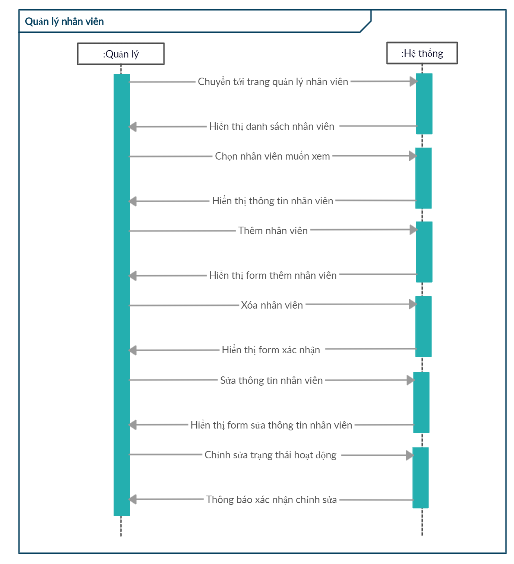 Quản lý nhân viên
:Quản lý
:Hệ thống
Chuyển tới trang quản lý nhân viên
Hiển thị danh sách nhân viên
Chọn nhân viên muốn xem
Hiển thị thông tin nhân viên
Thêm nhân viên
Hiển thị form thêm nhân viên
Xóa nhân viên
Hiển thị form xác nhận
Sửa thông tin nhân viên
Hiển thị form sửa thông tin nhân viên
Chỉnh sửa trạng thái hoạt động
Thông báo xác nhận chỉnh sửa